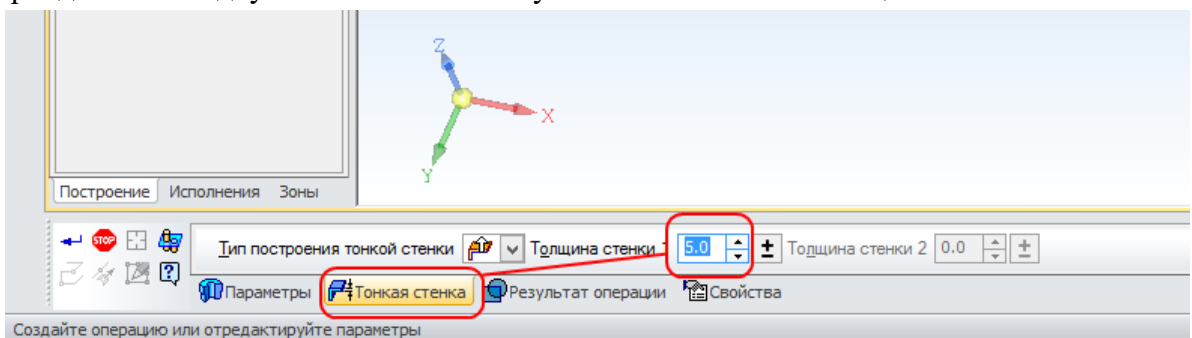 Z
X
Y
Построение Исполнения Зоны
STOP Тип построения тонкой стенки Толщина стенки 5.0 ± Толщина стенки 2 0.0 ±
Параметры Тонкая стенка Результат операции Свойства
Создайте операцию или отредактируйте параметры